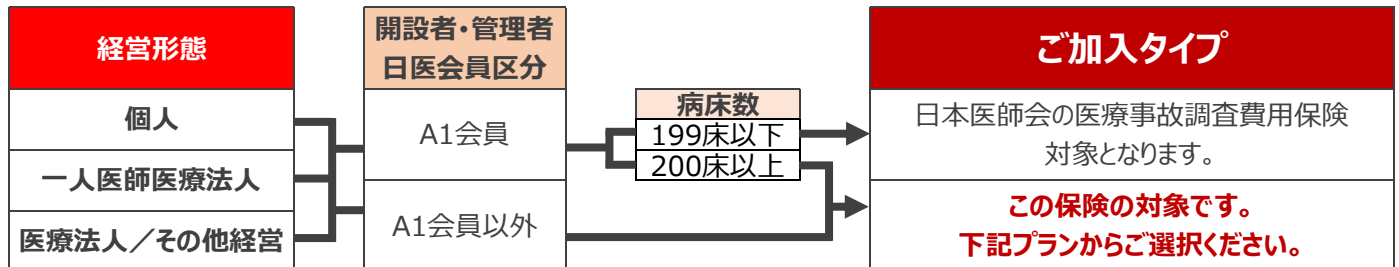 経営形態
個人
一人医師医療法人
医療法人／その他経営
開設者・管理者
日医会員区分
A1会員
A1会員以外
病床数
199床以下
200床以上
ご加入タイプ
日本医師会の医療事故調査費用保険
対象となります。
この保険の対象です。
下記プランからご選択ください。